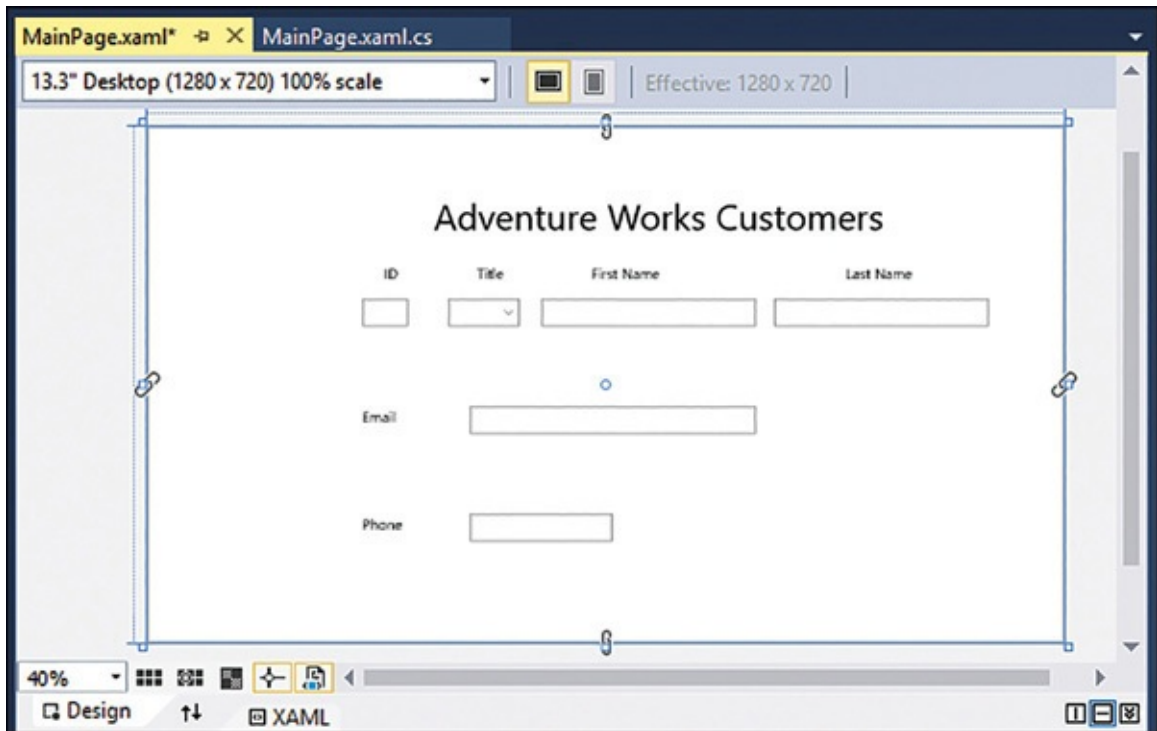 MainPage.xaml* MainPage.xaml.cs
13.3" Desktop (1280 x 720) 100% scale Effective: 1280 x 720
Adventure Works Customers
ID Title First Name Last Name
Email
Phone
40%
Design XAML